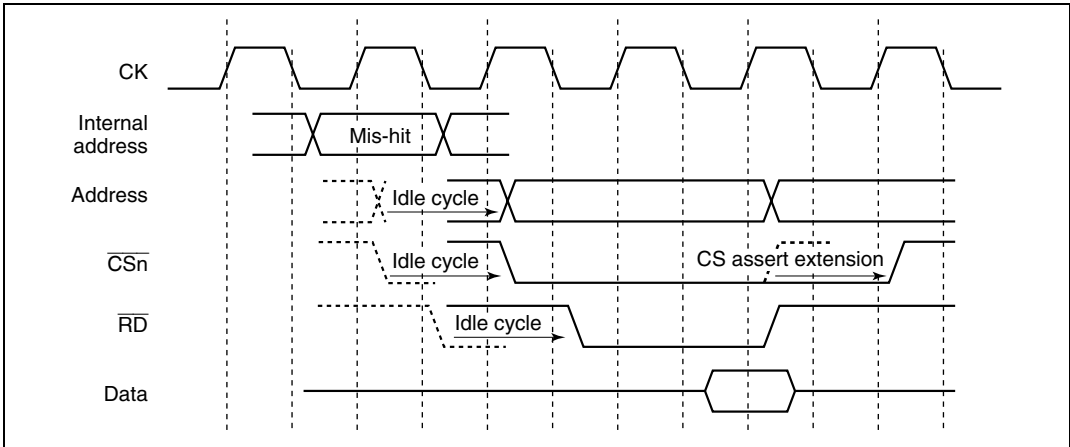 CK
Internal
address
Mis-hit
Address
Idle cycle
CSn
Idle cycle
CS assert extension
RD
Idle cycle
Data